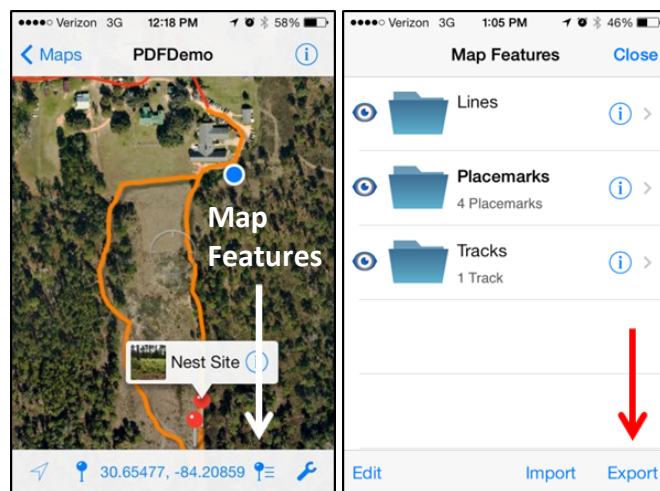 Verizon 3G 12:18 PM 58%
Maps PDFDemo
Map
Features
Nest Site
30.65477, -84.20859
Verizon 3G 1:05 PM 46%
Map Features Close
Lines
Placemarks
4 Placemarks
Tracks
1 Track
Edit Import Export